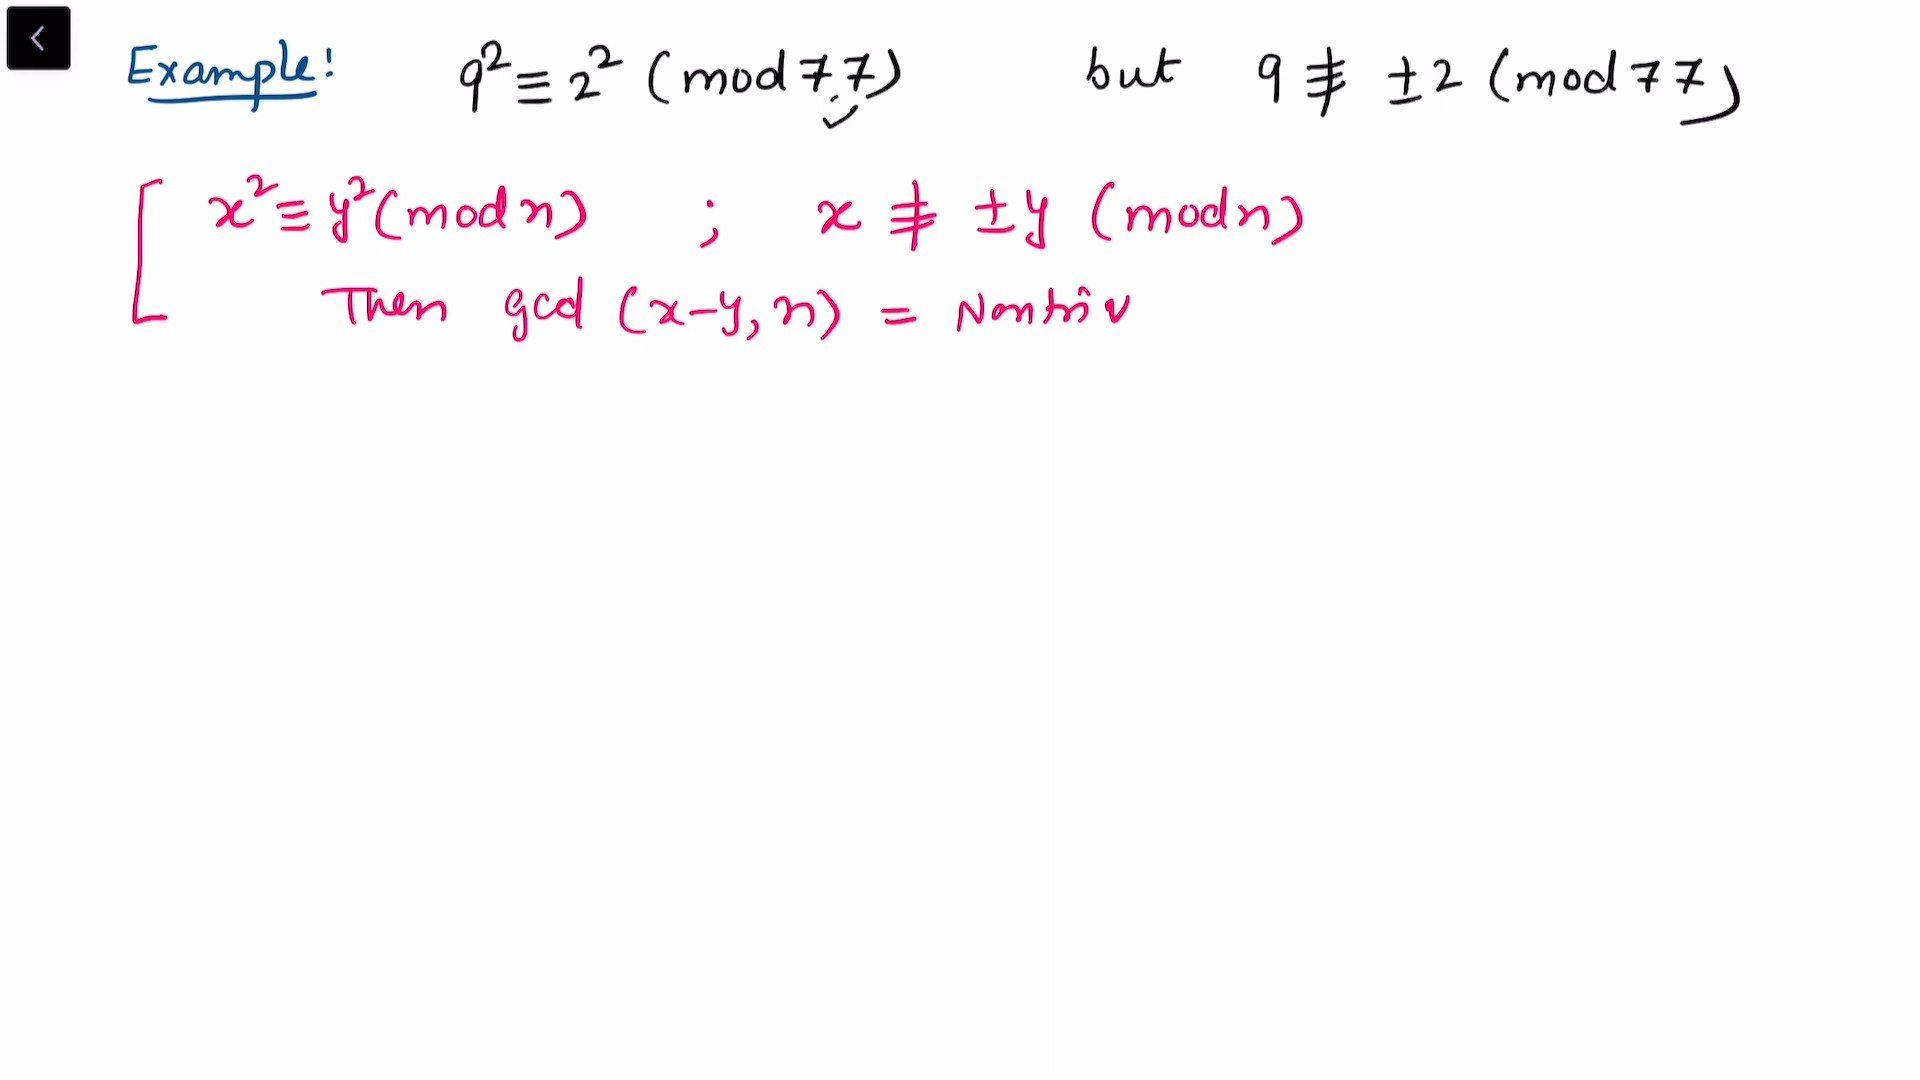 Example: 9² ≡ 2² (mod 77) but 9 ≢ ±2 (mod 77)
x² ≡ y² (mod n) ; x ≢ ±y (mod n)
Then gcd (x-y, n) = Nontriv